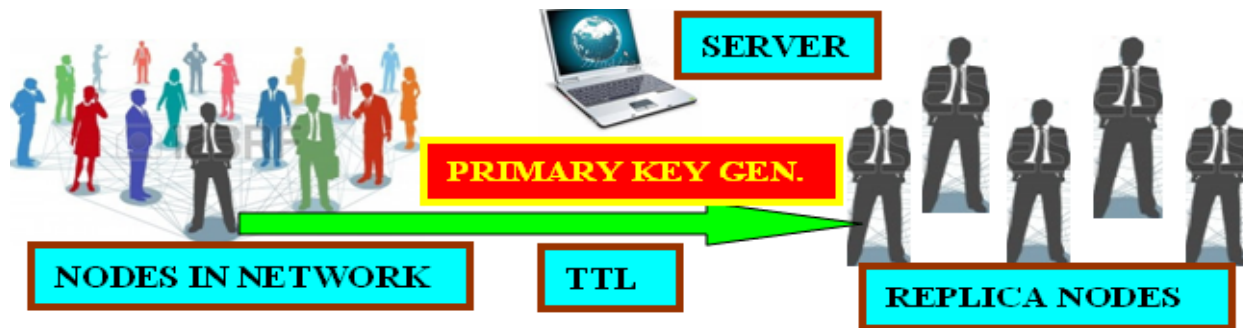 SERVER
PRIMARY KEY GEN.
NODES IN NETWORK
TTL
REPLICA NODES